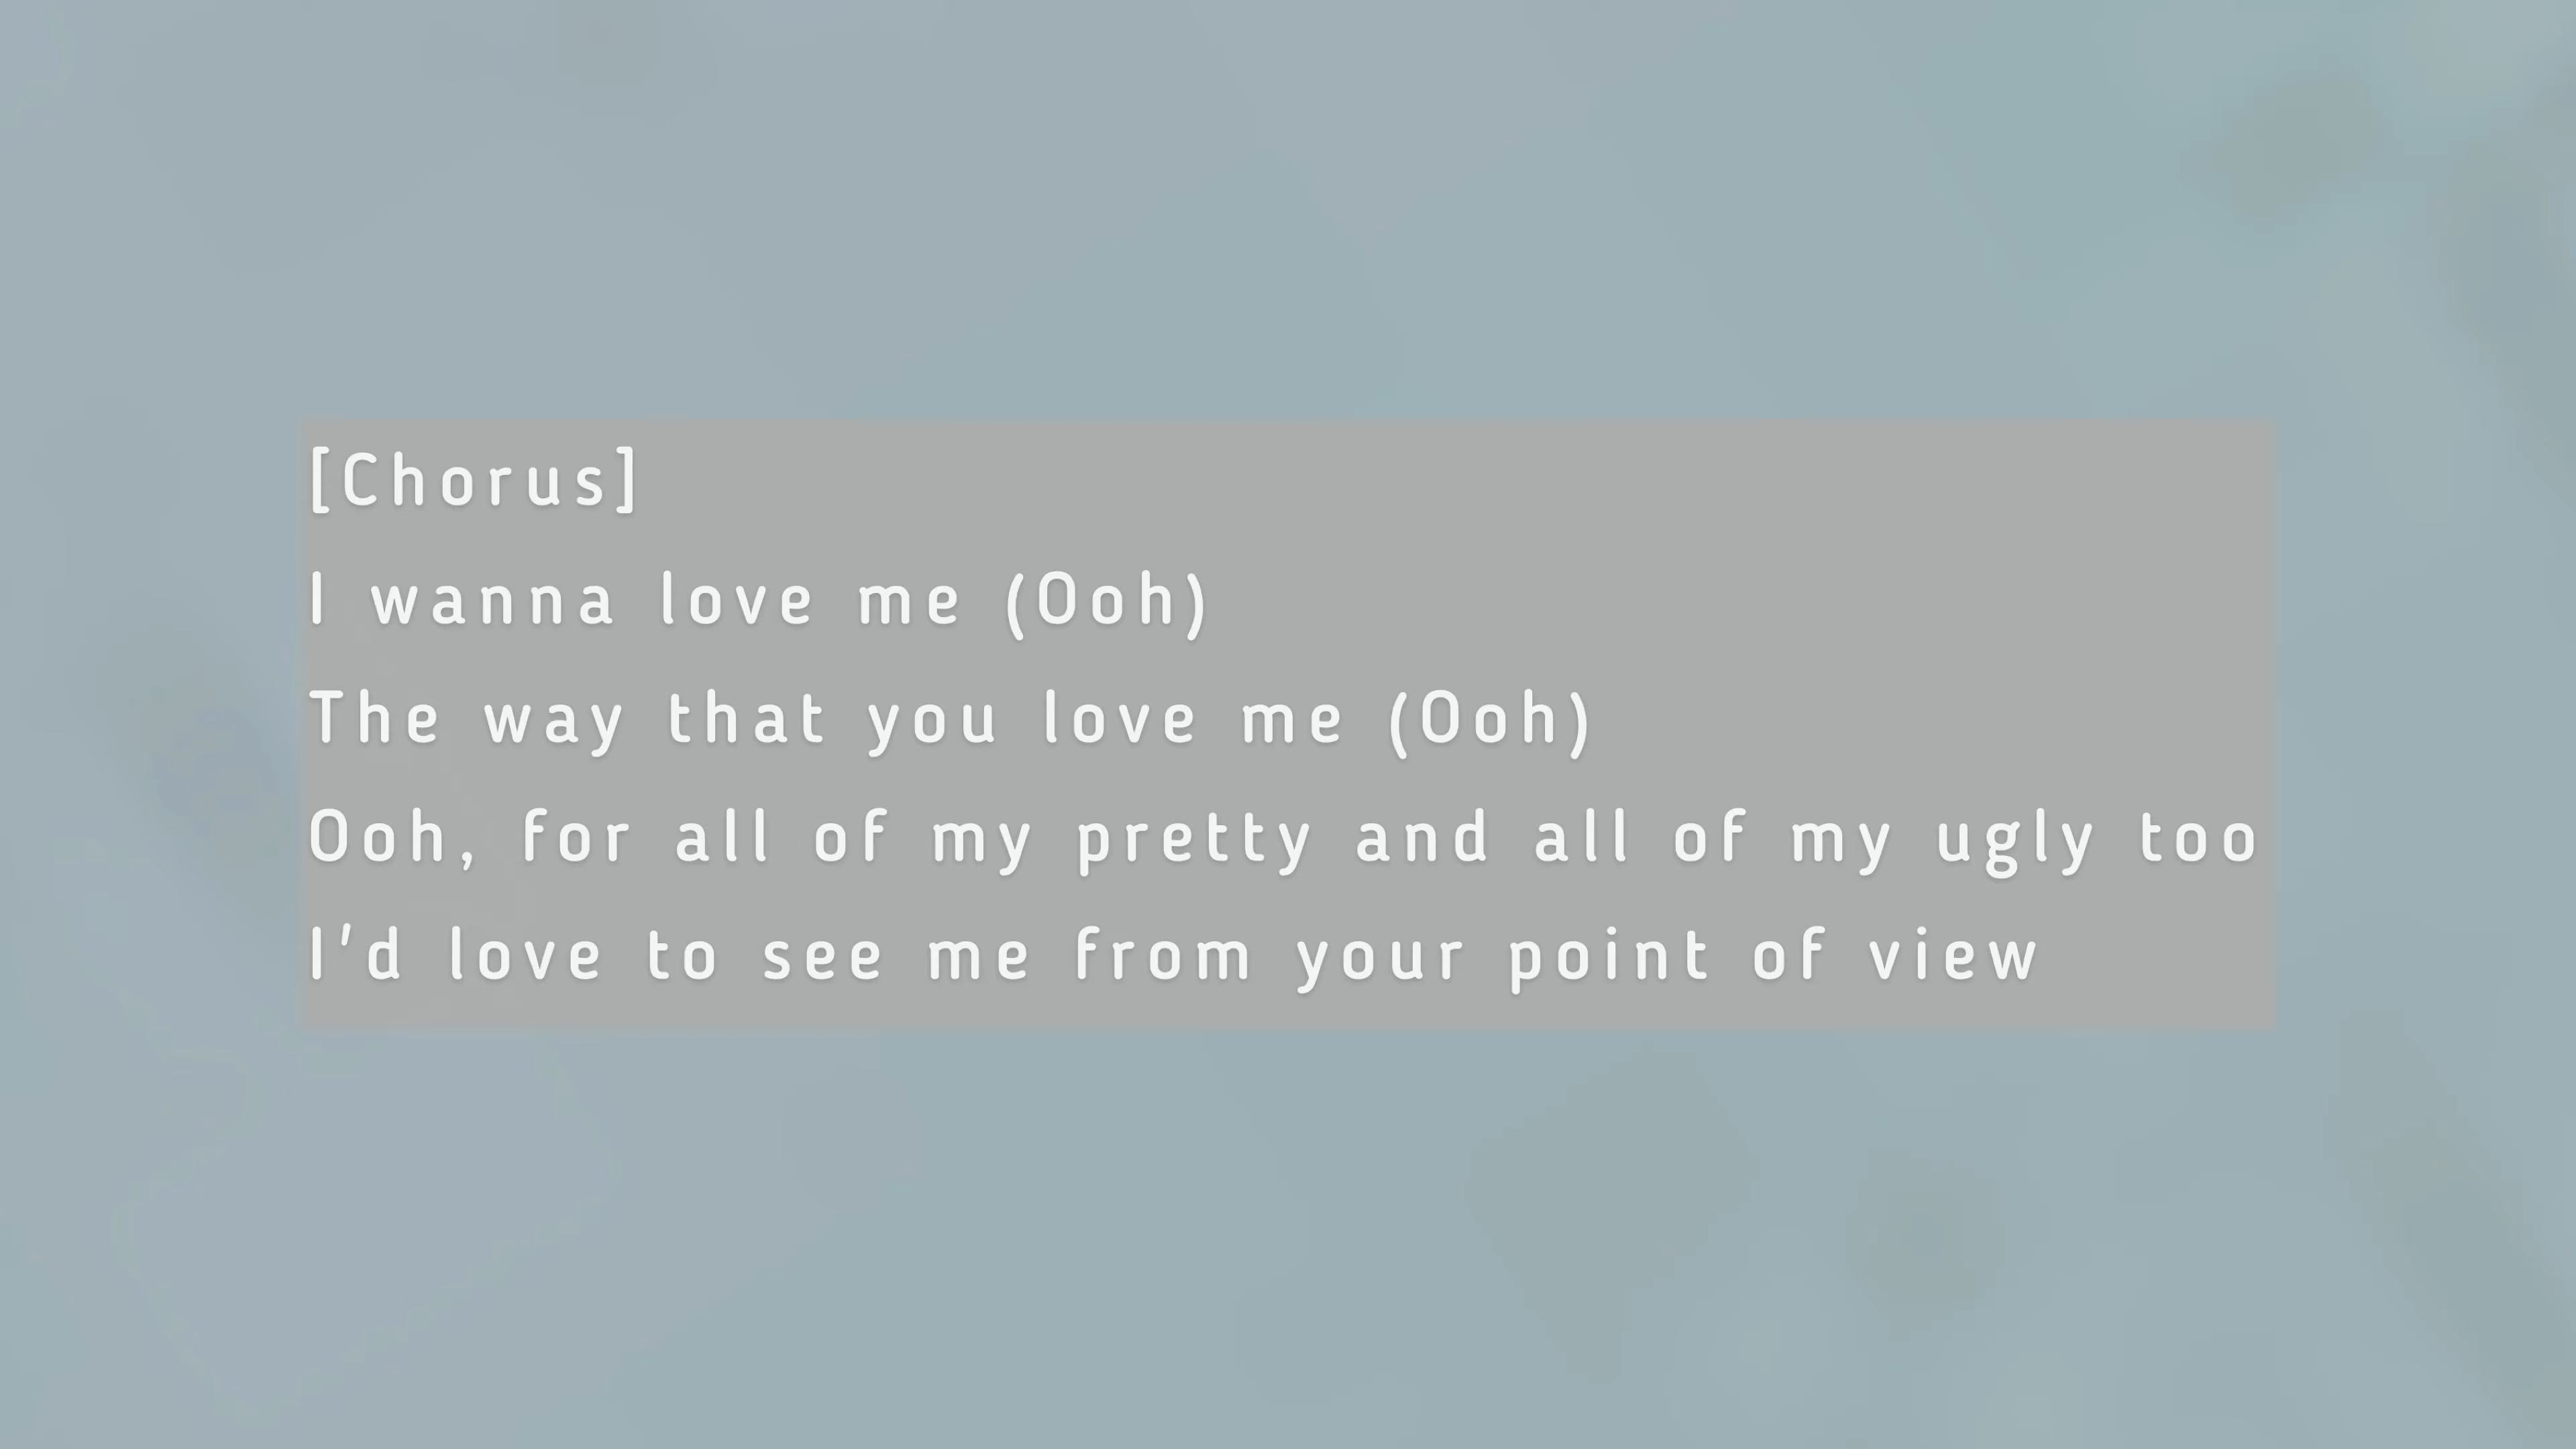 [Chorus]
I wanna love me (Ooh)
The way that you love me (Ooh)
Ooh, for all of my pretty and all of my ugly too
I'd love to see me from your point of view